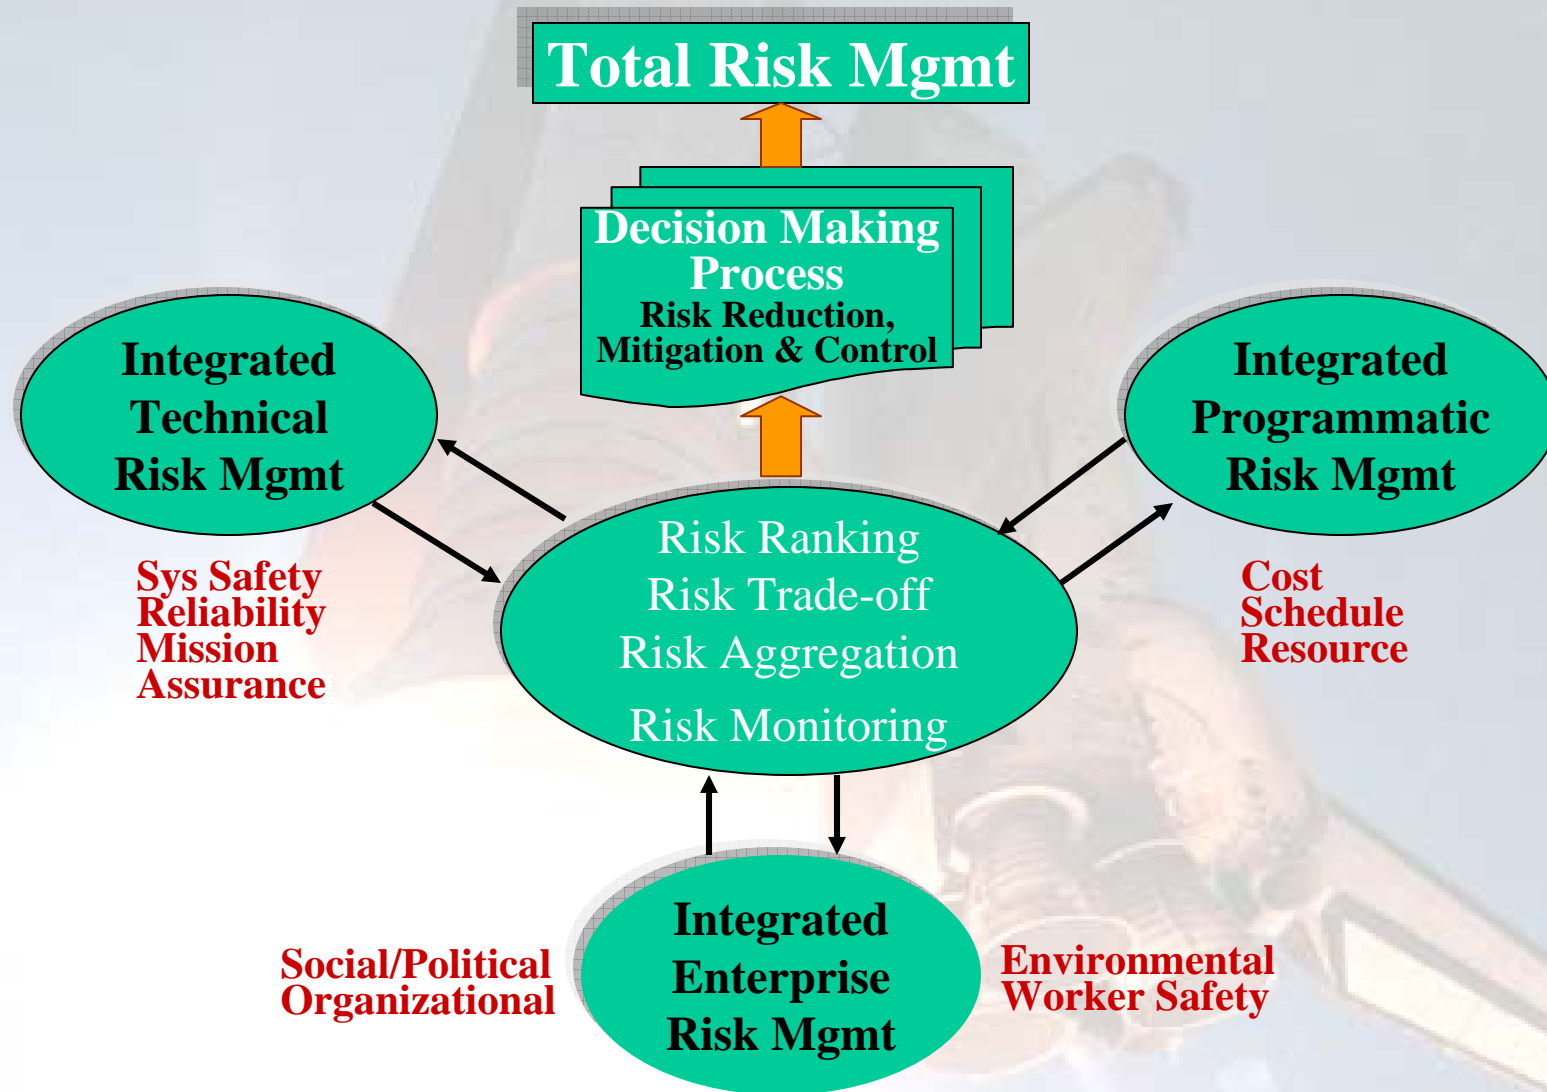 Total Risk Mgmt
Decision Making
Process
Risk Reduction,
Mitigation & Control
Integrated
Technical
Risk Mgmt
Integrated
Programmatic
Risk Mgmt
Risk Ranking
Risk Trade-off
Risk Aggregation
Risk Monitoring
Sys Safety
Reliability
Mission
Assurance
Cost
Schedule
Resource
Social/Political
Organizational
Integrated
Enterprise
Risk Mgmt
Environmental
Worker Safety